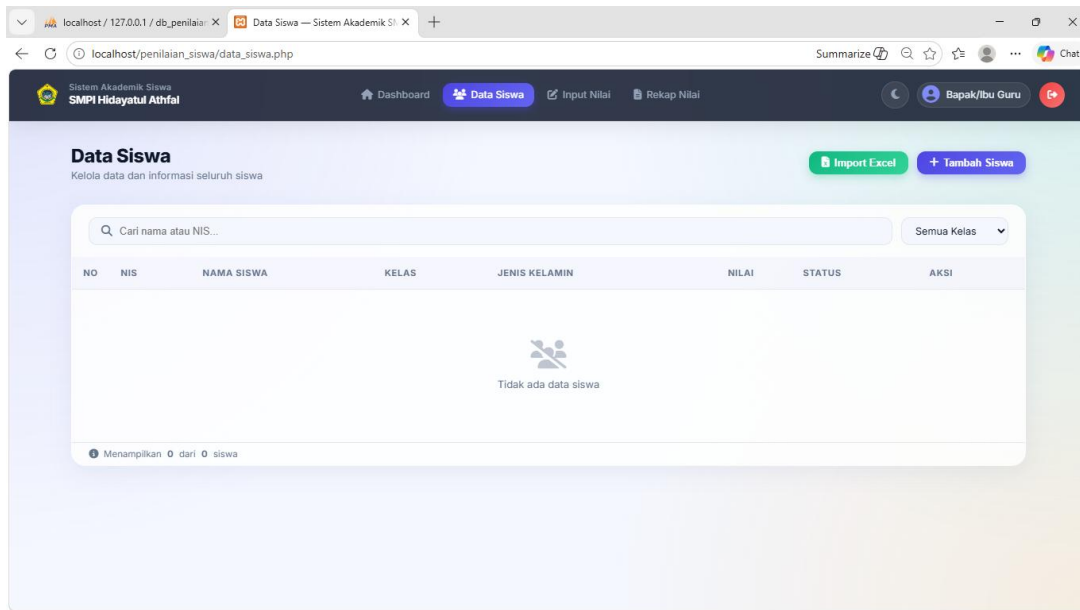 localhost / 127.0.0.1 / db_penilaian
Data Siswa — Sistem Akademik SM
localhost/penilaian_siswa/data_siswa.php
Summarize
Chat
Sistem Akademik Siswa
SMPI Hidayatul Athfal
Dashboard
Data Siswa
Input Nilai
Rekap Nilai
Bapak/Ibu Guru
Data Siswa
Kelola data dan informasi seluruh siswa
Import Excel
+ Tambah Siswa
Cari nama atau NIS...
Semua Kelas
NO NIS NAMA SISWA KELAS JENIS KELAMIN NILAI STATUS AKSI
Tidak ada data siswa
Menampilkan 0 dari 0 siswa